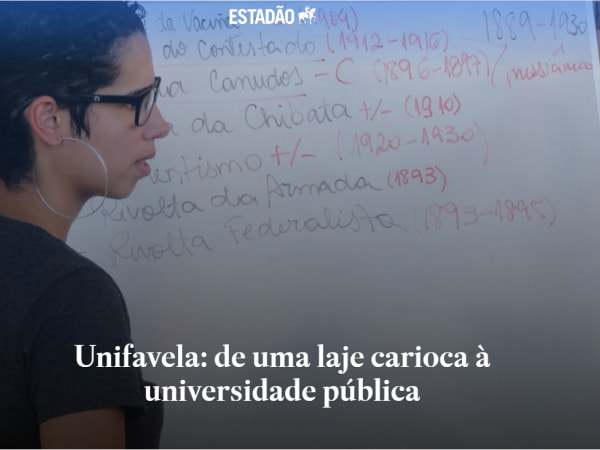 ESTADÃO
da Vacina 1889-1930
do Contestado (1912-1916)
Canudos - C (1896-1897) / messiânico
da Chibata +/- (1910)
entismo +/- (1920-1930)
Revolta da Armada (1893)
Revolta Federalista (1893-1895)
Unifavela: de uma laje carioca à
universidade pública